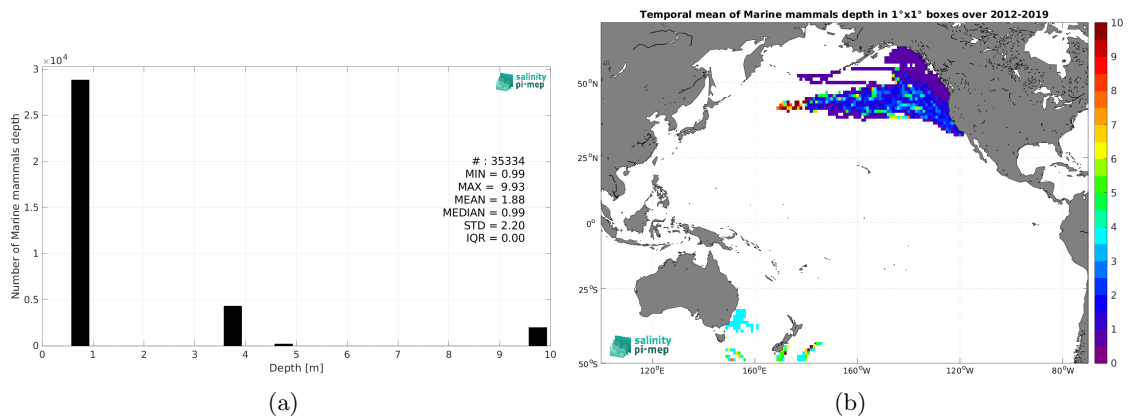 ×10⁴
3
2.5
2
1.5
1
0.5
0
0 1 2 3 4 5 6 7 8 9 10
Number of Marine mammals depth
Depth [m]
salinity
pi-mep
# : 35334
MIN = 0.99
MAX = 9.93
MEAN = 1.88
MEDIAN = 0.99
STD = 2.20
IQR = 0.00
(a)
Temporal mean of Marine mammals depth in 1°x1° boxes over 2012-2019
50°N
25°N
0°
25°S
50°S
120°E 160°E 160°W 120°W 80°W
salinity
pi-mep
10
9
8
7
6
5
4
3
2
1
0
(b)